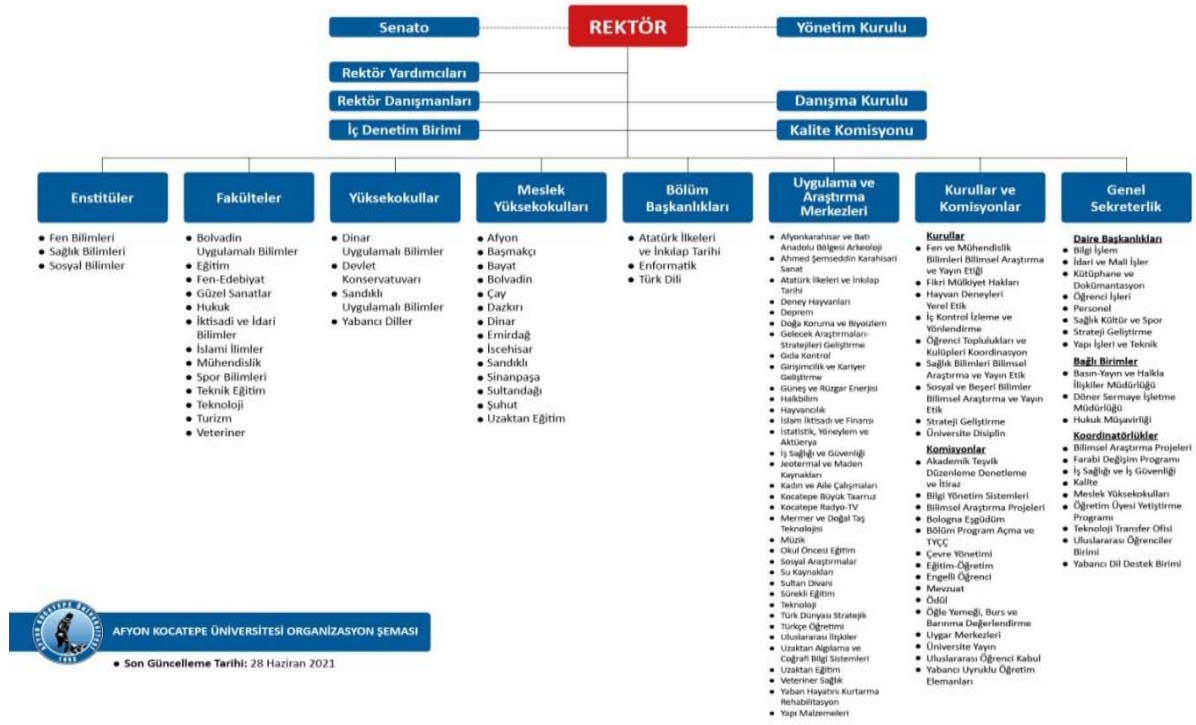 Senato
REKTÖR
Yönetim Kurulu
Rektör Yardımcıları
Rektör Danışmanları
Danışma Kurulu
İç Denetim Birimi
Kalite Komisyonu
Enstitüler
• Fen Bilimleri
• Sağlık Bilimleri
• Sosyal Bilimler
Fakülteler
• Bolvadin
Uygulamalı Bilimler
• Eğitim
• Fen-Edebiyat
• Güzel Sanatlar
• Hukuk
• İktisadi ve İdari
Bilimler
• İslami İlimler
• Mühendislik
• Spor Bilimleri
• Teknik Eğitim
• Teknoloji
• Turizm
• Veteriner
Yüksekokullar
• Dinar
Uygulamalı Bilimler
• Devlet
Konservatuvarı
• Sandıklı
Uygulamalı Bilimler
• Yabancı Diller
Meslek
Yüksekokulları
• Afyon
• Başmakçı
• Bayat
• Bolvadin
• Çay
• Dazkırı
• Dinar
• Emirdağ
• İscehisar
• Sandıklı
• Sinanpaşa
• Sultandağı
• Şuhut
• Uzaktan Eğitim
Bölüm
Başkanlıkları
• Atatürk İlkeleri
ve İnkılap Tarihi
• Enformatik
• Türk Dili
Uygulama ve
Araştırma
Merkezleri
• Afyonkarahisar ve Batı
Anadolu Bölgesi Arkeoloji
• Ahmed Şemseddin Karahisari
Sanat
• Atatürk İlkeleri ve İnkılap
Tarihi
• Deney Hayvanları
• Deprem
• Doğa Koruma ve Biyoizlem
• Gelecek Araştırmaları-
Stratejileri Geliştirme
• Gıda Kontrol
• Girişimcilik ve Kariyer
Geliştirme
• Güneş ve Rüzgar Enerjisi
• Halkbilim
• Hayvancılık
• İslam İktisadı ve Finansı
• İstatistik, Yöneylem ve
Aktüerya
• İş Sağlığı ve Güvenliği
• Jeotermal ve Maden
Kaynakları
• Kadın ve Aile Çalışmaları
• Kocatepe Büyük Taarruz
• Kocatepe Radyo-TV
• Mermer ve Doğal Taş
Teknolojisi
• Müzik
• Okul Öncesi Eğitim
• Sosyal Araştırmalar
• Su Kaynakları
• Sultan Divani
• Sürekli Eğitim
• Teknoloji
• Türk Dünyası Stratejik
• Türkçe Öğretimi
• Uluslararası İlişkiler
• Uzaktan Algılama ve
Coğrafi Bilgi Sistemleri
• Uzaktan Eğitim
• Veteriner Sağlık
• Yaban Hayatını Kurtarma
Rehabilitasyon
• Yapı Malzemeleri
Kurullar ve
Komisyonlar
Kurullar
• Fen ve Mühendislik
Bilimleri Bilimsel Araştırma
ve Yayın Etiği
• Fikri Mülkiyet Hakları
• Hayvan Deneyleri
Yerel Etik
• İç Kontrol İzleme ve
Yönlendirme
• Öğrenci Toplulukları ve
Kulüpleri Koordinasyon
• Sağlık Bilimleri Bilimsel
Araştırma ve Yayın Etik
• Sosyal ve Beşeri Bilimler
Bilimsel Araştırma ve Yayın
Etik
• Strateji Geliştirme
• Üniversite Disiplin
Komisyonlar
• Akademik Teşvik
Düzenleme Denetleme
ve İtiraz
• Bilgi Yönetim Sistemleri
• Bilimsel Araştırma Projeleri
• Bologna Eşgüdüm
• Bölüm Program Açma ve
TYÇÇ
• Çevre Yönetimi
• Eğitim-Öğretim
• Engelli Öğrenci
• Mevzuat
• Ödül
• Öğle Yemeği, Burs ve
Barınma Değerlendirme
• Uygar Merkezleri
• Üniversite Yayın
• Uluslararası Öğrenci Kabul
• Yabancı Uyruklu Öğretim
Elemanları
Genel
Sekreterlik
Daire Başkanlıkları
• Bilgi İşlem
• İdari ve Mali İşler
• Kütüphane ve
Dokümantasyon
• Öğrenci İşleri
• Personel
• Sağlık Kültür ve Spor
• Strateji Geliştirme
• Yapı İşleri ve Teknik
Bağlı Birimler
• Basın-Yayın ve Halkla
İlişkiler Müdürlüğü
• Döner Sermaye İşletme
Müdürlüğü
• Hukuk Müşavirliği
Koordinatörlükler
• Bilimsel Araştırma Projeleri
• Farabi Değişim Programı
• İş Sağlığı ve İş Güvenliği
• Kalite
• Meslek Yüksekokulları
• Öğretim Üyesi Yetiştirme
Programı
• Teknoloji Transfer Ofisi
• Uluslararası Öğrenciler
Birimi
• Yabancı Dil Destek Birimi
AFYON KOCATEPE ÜNİVERSİTESİ
1992
AFYON KOCATEPE ÜNİVERSİTESİ ORGANİZASYON ŞEMASI
• Son Güncelleme Tarihi: 28 Haziran 2021